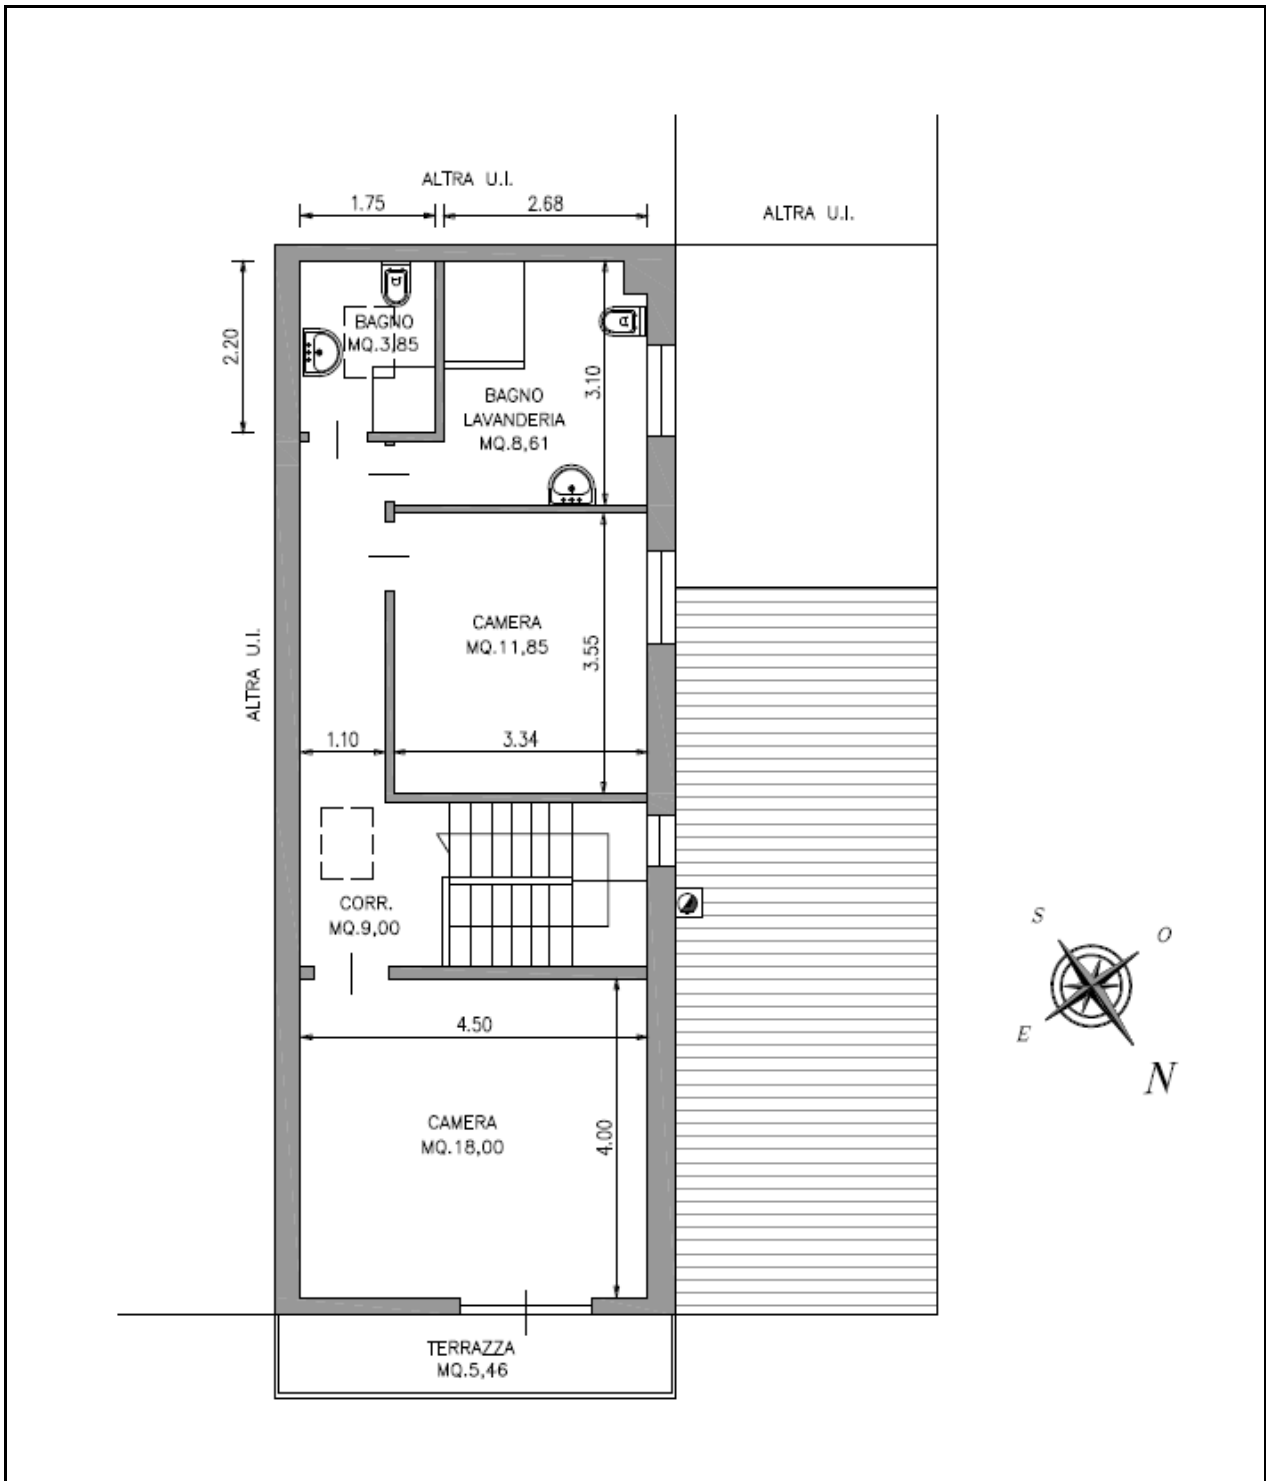 ALTRA U.I.
1.75
2.68
ALTRA U.I.
2.20
BAGNO
MQ.3,85
3.10
BAGNO
LAVANDERIA
MQ.8,61
ALTRA U.I.
CAMERA
MQ.11,85
3.55
1.10
3.34
CORR.
MQ.9,00
S
O
E
N
4.50
CAMERA
MQ.18,00
4.00
TERRAZZA
MQ.5,46